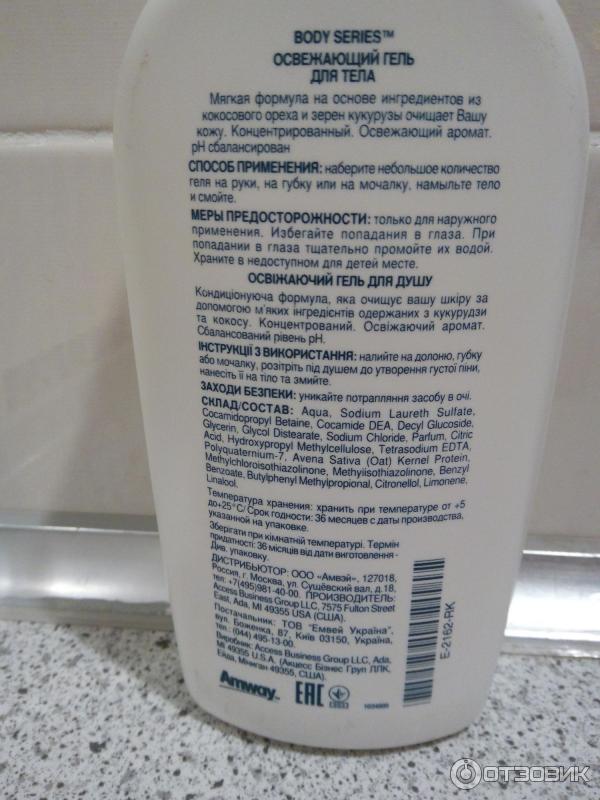 BODY SERIES™
ОСВЕЖАЮЩИЙ ГЕЛЬ
ДЛЯ ТЕЛА
Мягкая формула на основе ингредиентов из
кокосового ореха и зерен кукурузы очищает Вашу
кожу. Концентрированный. Освежающий аромат.
pH сбалансирован
СПОСОБ ПРИМЕНЕНИЯ: наберите небольшое количество
геля на руки, на губку или на мочалку, намыльте тело
и смойте.
МЕРЫ ПРЕДОСТОРОЖНОСТИ: только для наружного
применения. Избегайте попадания в глаза. При
попадании в глаза тщательно промойте их водой.
Храните в недоступном для детей месте.
ОСВІЖАЮЧИЙ ГЕЛЬ ДЛЯ ДУШУ
Кондиціонуюча формула, яка очищує вашу шкіру за
допомогою м'яких інгредієнтів одержаних з кукурудзи
та кокосу. Концентрований. Освіжаючий аромат.
Сбалансований рівень pH.
ІНСТРУКЦІЇ З ВИКОРИСТАННЯ: налийте на долоню, губку
або мочалку, розітріть під душем до утворення густої піни,
нанесіть її на тіло та змийте.
ЗАХОДИ БЕЗПЕКИ: уникайте потрапляння засобу в очі.
СКЛАД/СОСТАВ: Aqua, Sodium Laureth Sulfate,
Cocamidopropyl Betaine, Cocamide DEA, Decyl Glucoside,
Glycerin, Glycol Distearate, Sodium Chloride, Parfum, Citric
Acid, Hydroxypropyl Methylcellulose, Tetrasodium EDTA,
Polyquaternium-7, Avena Sativa (Oat) Kernel Protein,
Methylchloroisothiazolinone, Methylisothiazolinone, Benzyl
Benzoate, Butylphenyl Methylpropional, Citronellol, Limonene,
Linalool.
Температура хранения: хранить при температуре от +5
до+25°С/ Срок годности: 36 месяцев с даты производства,
указанной на упаковке.
Зберігати при кімнатній температурі. Термін
придатності: 36 місяців від дати виготовлення -
Див. упаковку.
ДИСТРИБЬЮТОР: ООО «Амвэй», 127018,
Россия, г. Москва, ул. Сущёвский вал, д.18,
тел: +7(495)981-40-00. ПРОИЗВОДИТЕЛЬ:
Access Business Group LLC, 7575 Fulton Street
East, Ada, MI 49355 USA (США).
Постачальник: ТОВ "Емвей Україна",
вул. Боженка, 87, Київ 03150, Україна,
тел. (044) 495-13-00.
Виробник: Access Business Group LLC, Ada,
MI 49355 U.S.A. (Акцесс Бізнес Груп ЛЛК,
Ейда, Мічиган 49355, США).
E-2162-RK
Amway™ EAC
ОТЗОВИК